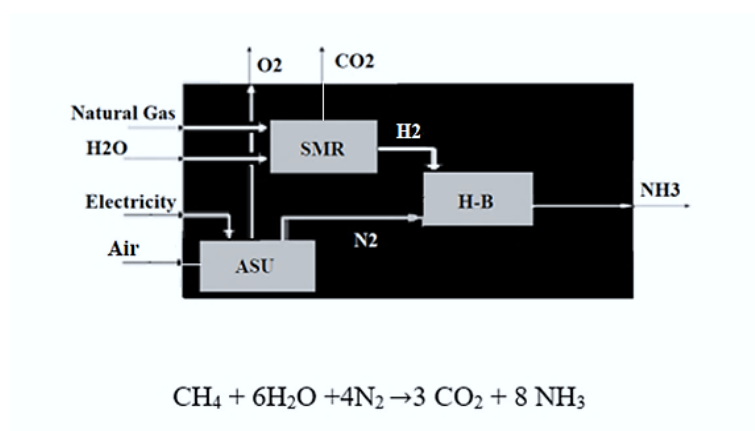 O2
CO2
Natural Gas
H2
H2O
SMR
NH3
Electricity
H-B
N2
Air
ASU
CH₄ + 6H₂O +4N₂→3 CO₂ + 8 NH₃